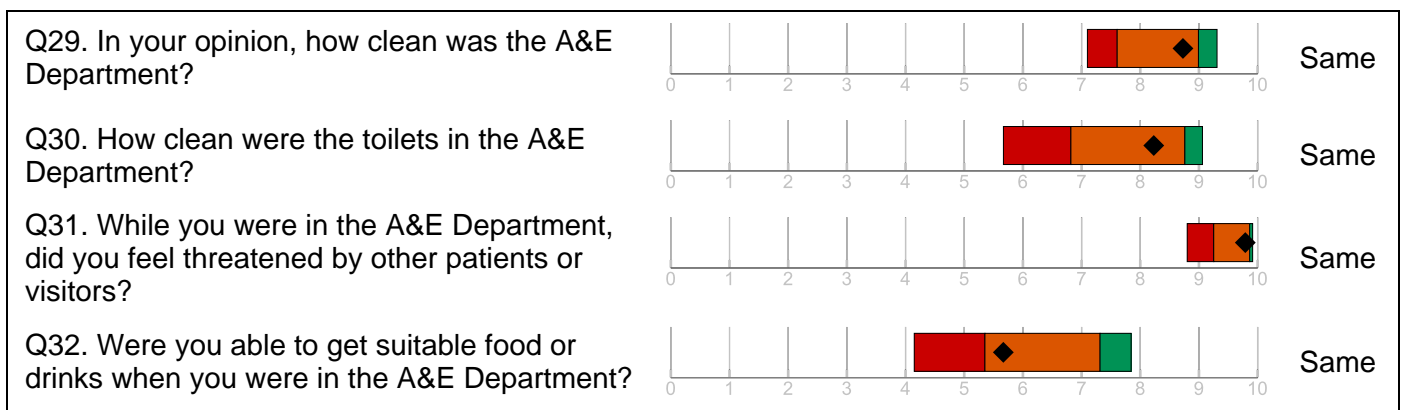 Q29. In your opinion, how clean was the A&E
Department?
0 1 2 3 4 5 6 7 8 9 10
Same
Q30. How clean were the toilets in the A&E
Department?
0 1 2 3 4 5 6 7 8 9 10
Same
Q31. While you were in the A&E Department,
did you feel threatened by other patients or
visitors?
0 1 2 3 4 5 6 7 8 9 10
Same
Q32. Were you able to get suitable food or
drinks when you were in the A&E Department?
0 1 2 3 4 5 6 7 8 9 10
Same